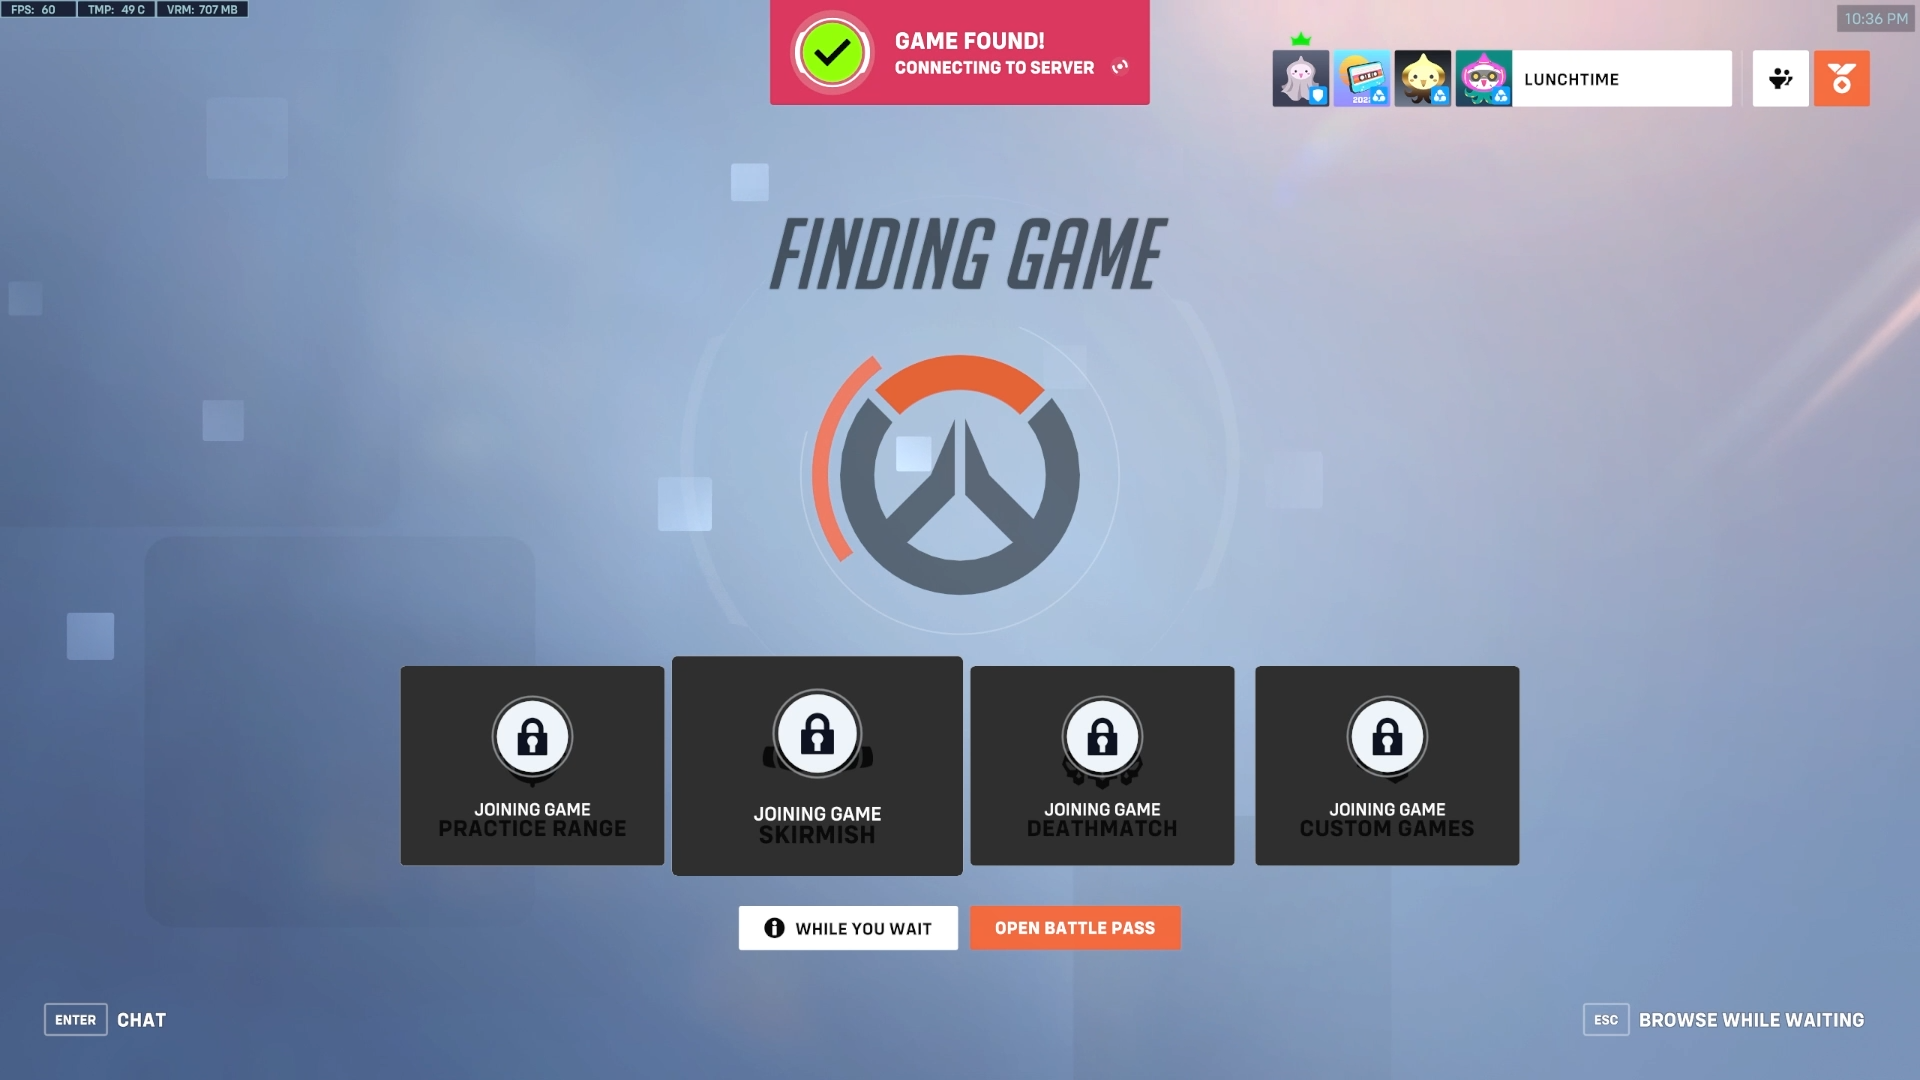 FPS: 60 TMP: 49 C VRM: 707 MB
GAME FOUND!
CONNECTING TO SERVER
10:36 PM
LUNCHTIME
FINDING GAME
JOINING GAME
PRACTICE RANGE
JOINING GAME
SKIRMISH
JOINING GAME
DEATHMATCH
JOINING GAME
CUSTOM GAMES
WHILE YOU WAIT
OPEN BATTLE PASS
ENTER CHAT
ESC BROWSE WHILE WAITING